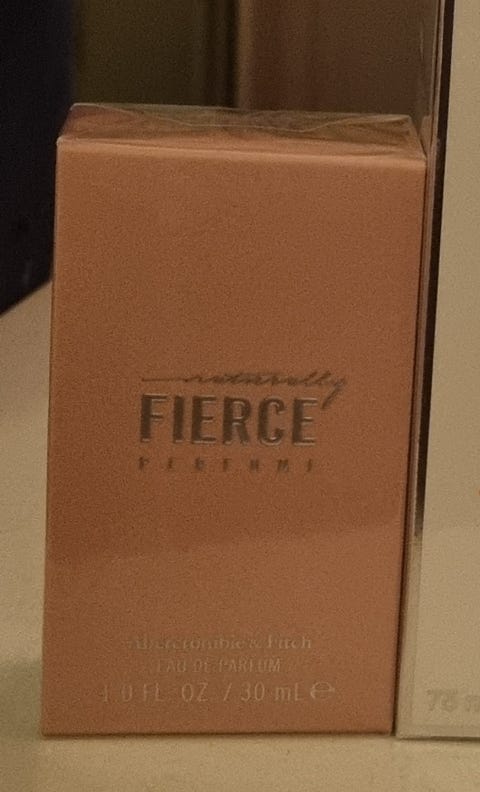 naturally
FIERCE
PERFUME
Abercrombie & Fitch
EAU DE PARFUM
1.0 FL. OZ. / 30 mL ℮